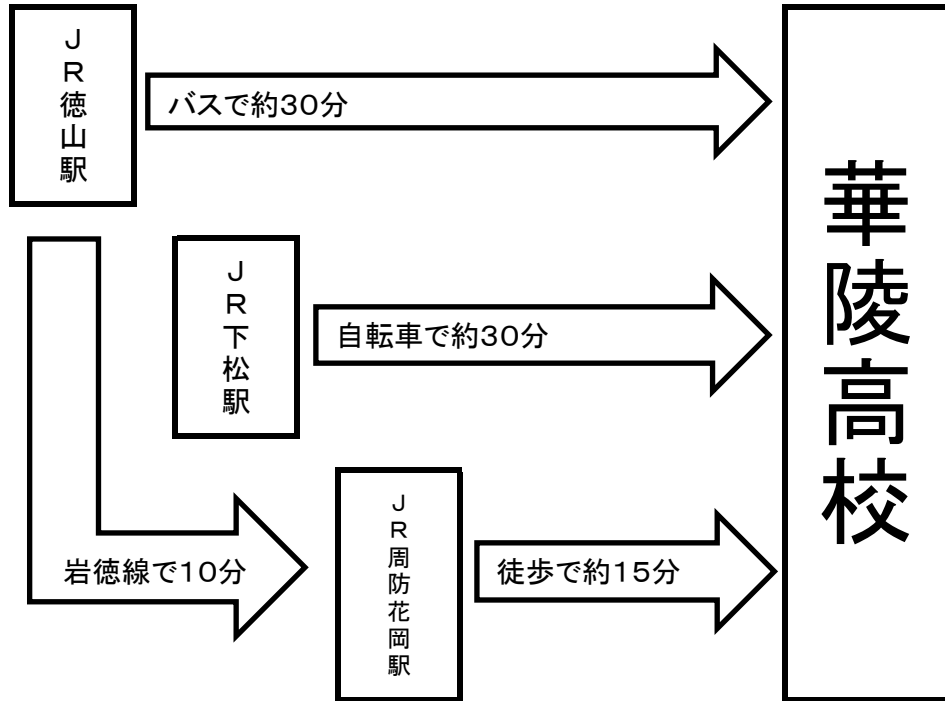 JR徳山駅
バスで約30分
JR下松駅
自転車で約30分
岩徳線で10分
JR周防花岡駅
徒歩で約15分
華陵高校